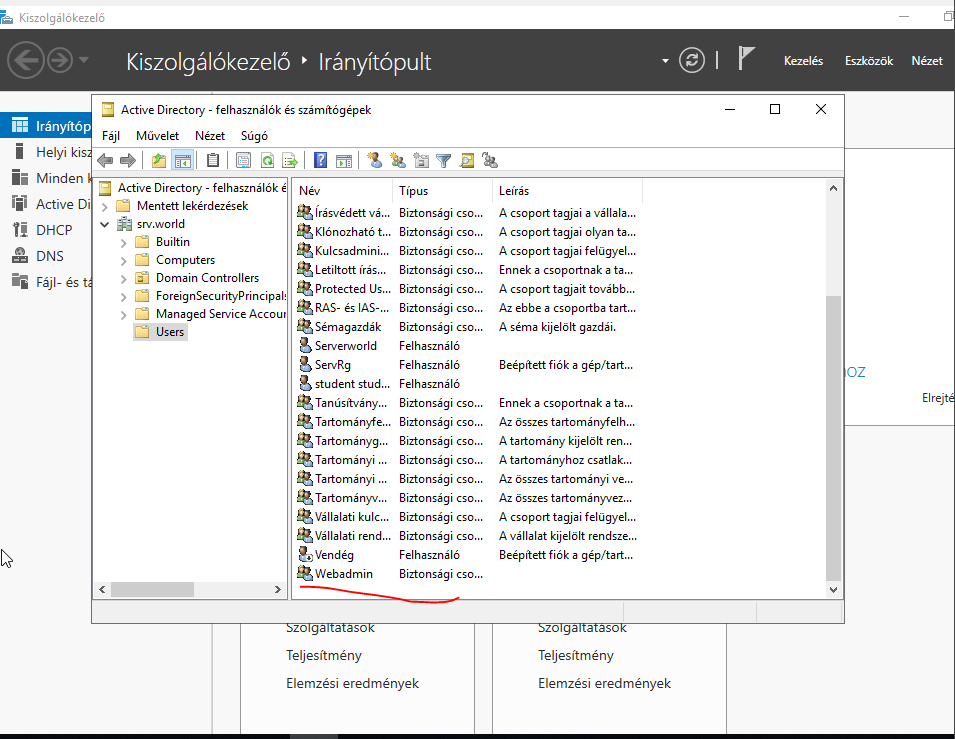 Kiszolgálókezelő
Kiszolgálókezelő ‣ Irányítópult
Kezelés Eszközök Nézet
Irányítóp
Helyi kisz
Minden k
Active Di
DHCP
DNS
Fájl- és tá
Active Directory - felhasználók és számítógépek
Fájl Művelet Nézet Súgó
Active Directory - felhasználók é
Mentett lekérdezések
srv.world
Builtin
Computers
Domain Controllers
ForeignSecurityPrincipals
Managed Service Accour
Users
Név Típus Leírás
Írásvédett vá... Biztonsági cso... A csoport tagjai a vállala...
Klónozható t... Biztonsági cso... A csoport tagjai olyan ta...
Kulcsadmini... Biztonsági cso... A csoport tagjai felügyel...
Letiltott írás... Biztonsági cso... Ennek a csoportnak a ta...
Protected Us... Biztonsági cso... A csoport tagjait tovább...
RAS- és IAS-... Biztonsági cso... Az ebbe a csoportba tart...
Sémagazdák Biztonsági cso... A séma kijelölt gazdái.
Serverworld Felhasználó
ServRg Felhasználó Beépített fiók a gép/tart...
student stud... Felhasználó
Tanúsítvány... Biztonsági cso... Ennek a csoportnak a ta...
Tartományfe... Biztonsági cso... Az összes tartományfelh...
Tartományg... Biztonsági cso... A tartomány kijelölt ren...
Tartományi ... Biztonsági cso... A tartományhoz csatlak...
Tartományi ... Biztonsági cso... Az összes tartományi ve...
Tartományv... Biztonsági cso... Az összes tartományvez...
Vállalati kulc... Biztonsági cso... A csoport tagjai felügyel...
Vállalati rend... Biztonsági cso... A vállalat kijelölt rendsze...
Vendég Felhasználó Beépített fiók a gép/tart...
Webadmin Biztonsági cso...
HOZ
Elrejté
Szolgáltatások Szolgáltatások
Teljesítmény Teljesítmény
Elemzési eredmények Elemzési eredmények